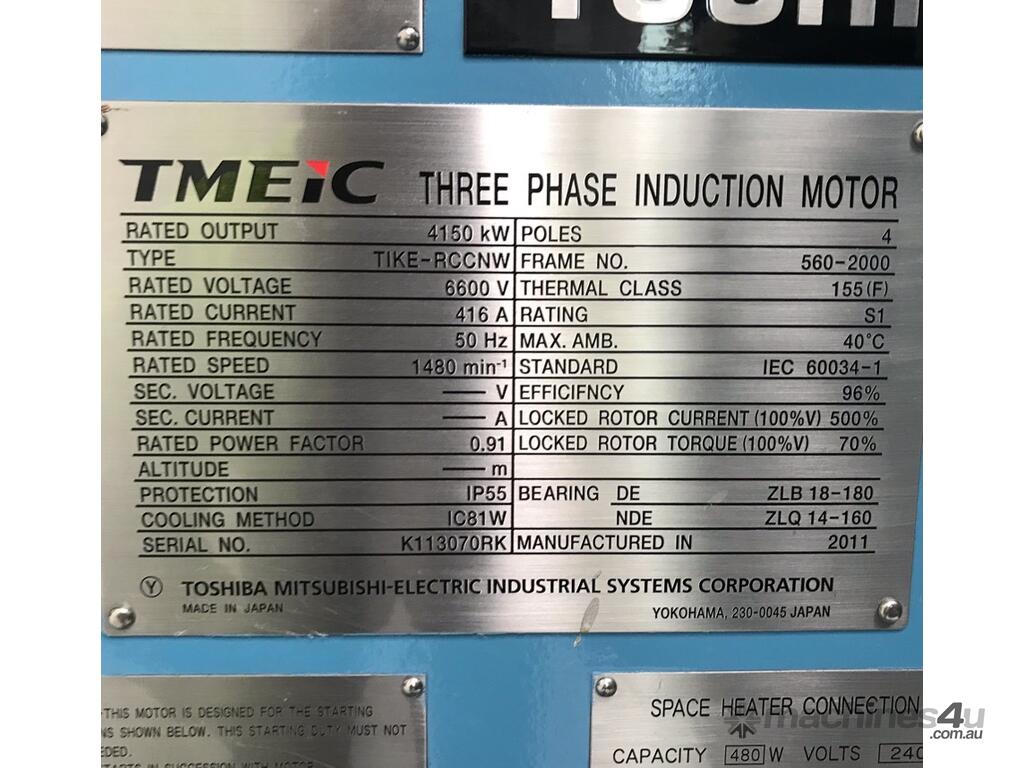 TMEiC THREE PHASE INDUCTION MOTOR
RATED OUTPUT 4150 kW POLES 4
TYPE TIKE-RCCNW FRAME NO. 560-2000
RATED VOLTAGE 6600 V THERMAL CLASS 155 (F)
RATED CURRENT 416 A RATING S1
RATED FREQUENCY 50 Hz MAX. AMB. 40°C
RATED SPEED 1480 min⁻¹ STANDARD IEC 60034-1
SEC. VOLTAGE — V EFFICIFNCY 96%
SEC. CURRENT — A LOCKED ROTOR CURRENT (100%V) 500%
RATED POWER FACTOR 0.91 LOCKED ROTOR TORQUE (100%V) 70%
ALTITUDE — m
PROTECTION IP55 BEARING DE ZLB 18-180
COOLING METHOD IC81W NDE ZLQ 14-160
SERIAL NO. K113070RK MANUFACTURED IN 2011
Y TOSHIBA MITSUBISHI-ELECTRIC INDUSTRIAL SYSTEMS CORPORATION
MADE IN JAPAN YOKOHAMA, 230-0045 JAPAN
THIS MOTOR IS DESIGNED FOR THE STARTING
SHOWN BELOW. THIS STARTING DUTY MUST NOT
SPACE HEATER CONNECTION
CAPACITY 480 W VOLTS 240
machines4u
.com.au